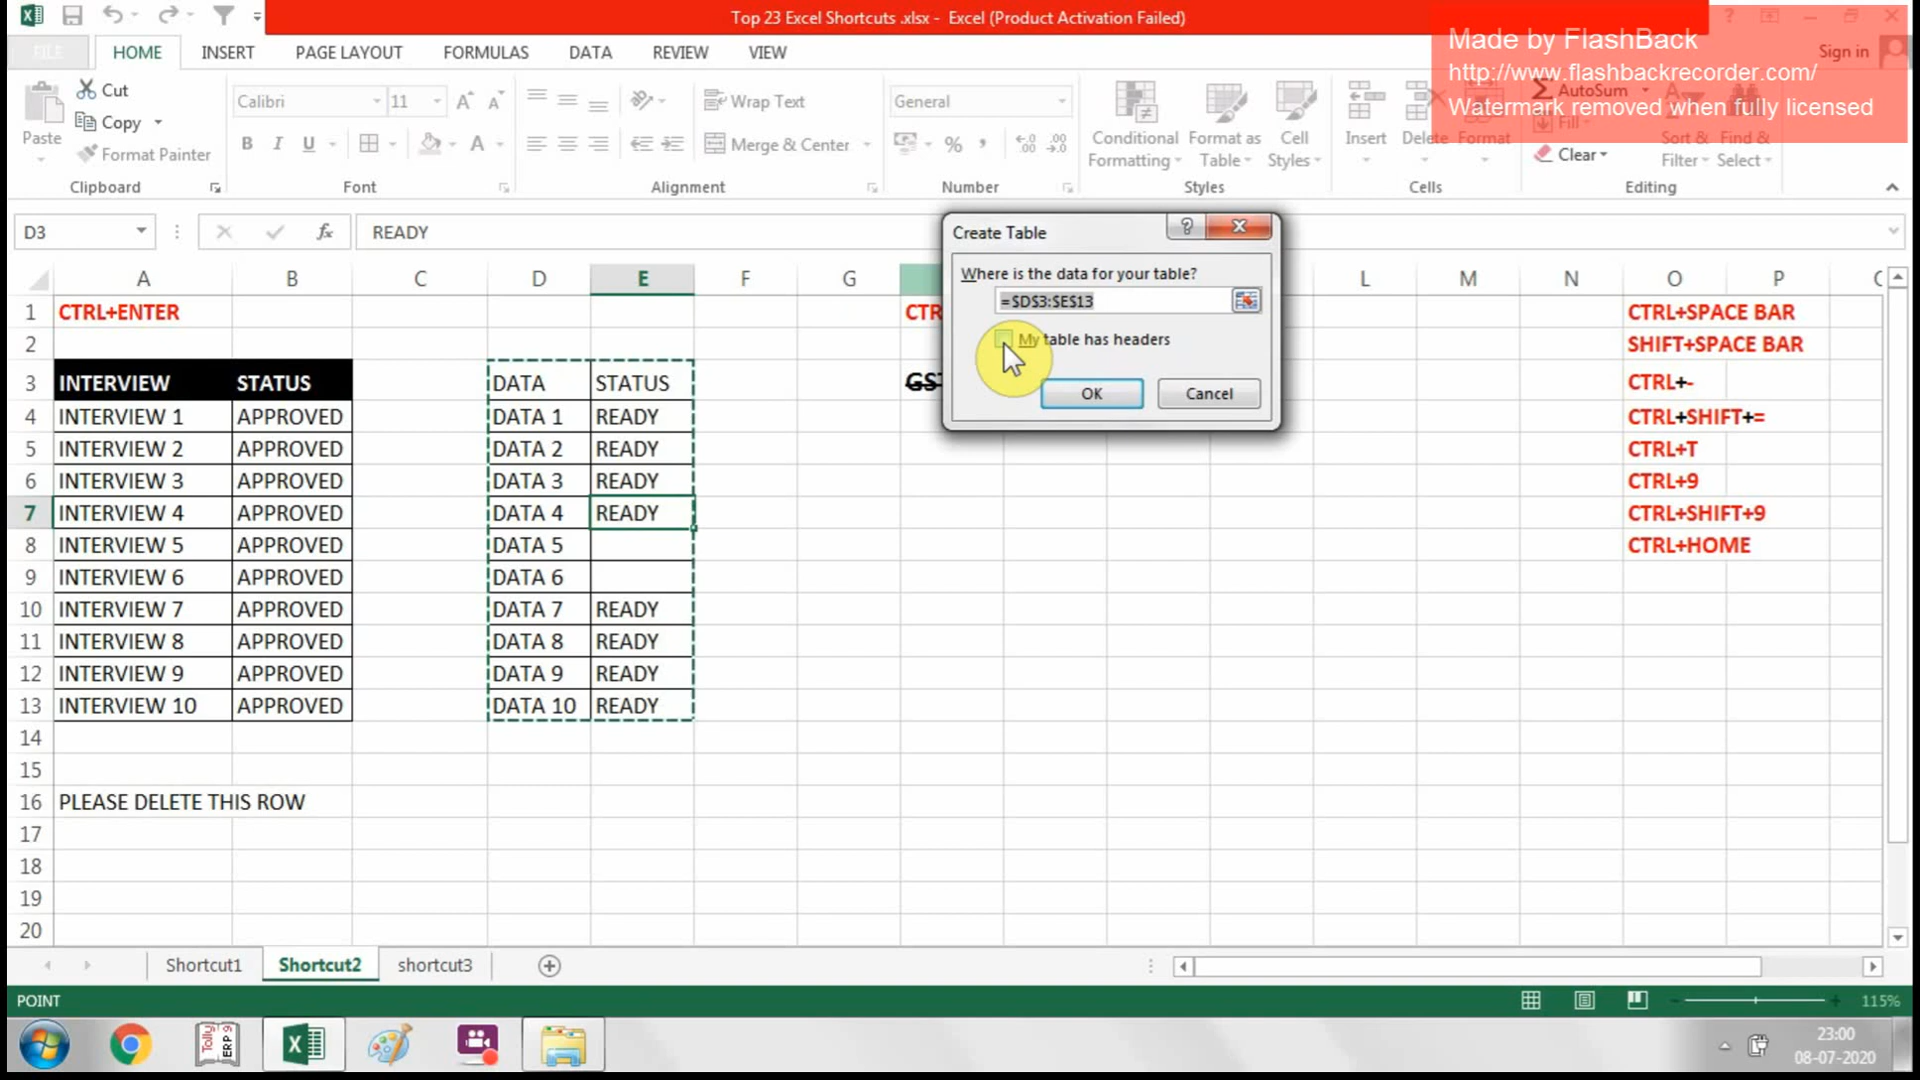 Top 23 Excel Shortcuts .xlsx - Excel (Product Activation Failed)
Made by FlashBack
http://www.flashbackrecorder.com/
Watermark removed when fully licensed
FILE HOME INSERT PAGE LAYOUT FORMULAS DATA REVIEW VIEW Sign in
Cut
Copy
Format Painter
Paste
Clipboard
Calibri 11
B I U A
Font
Wrap Text
Merge & Center
Alignment
General
%
Number
Conditional Formatting
Format as Table
Cell Styles
Styles
Insert Delete Format
Cells
AutoSum
Fill
Clear
Sort & Filter
Find & Select
Editing
D3 fx READY
A B C D E F G L M N O P
1 CTRL+ENTER CTR CTRL+SPACE BAR
2 SHIFT+SPACE BAR
3 INTERVIEW STATUS DATA STATUS GST CTRL+-
4 INTERVIEW 1 APPROVED DATA 1 READY CTRL+SHIFT+=
5 INTERVIEW 2 APPROVED DATA 2 READY CTRL+T
6 INTERVIEW 3 APPROVED DATA 3 READY CTRL+9
7 INTERVIEW 4 APPROVED DATA 4 READY CTRL+SHIFT+9
8 INTERVIEW 5 APPROVED DATA 5 CTRL+HOME
9 INTERVIEW 6 APPROVED DATA 6
10 INTERVIEW 7 APPROVED DATA 7 READY
11 INTERVIEW 8 APPROVED DATA 8 READY
12 INTERVIEW 9 APPROVED DATA 9 READY
13 INTERVIEW 10 APPROVED DATA 10 READY
14
15
16 PLEASE DELETE THIS ROW
17
18
19
20
Create Table
?
Where is the data for your table?
=$D$3:$E$13
My table has headers
OK Cancel
Shortcut1 Shortcut2 shortcut3
POINT 115%
Tally ERP 9
23:00
08-07-2020